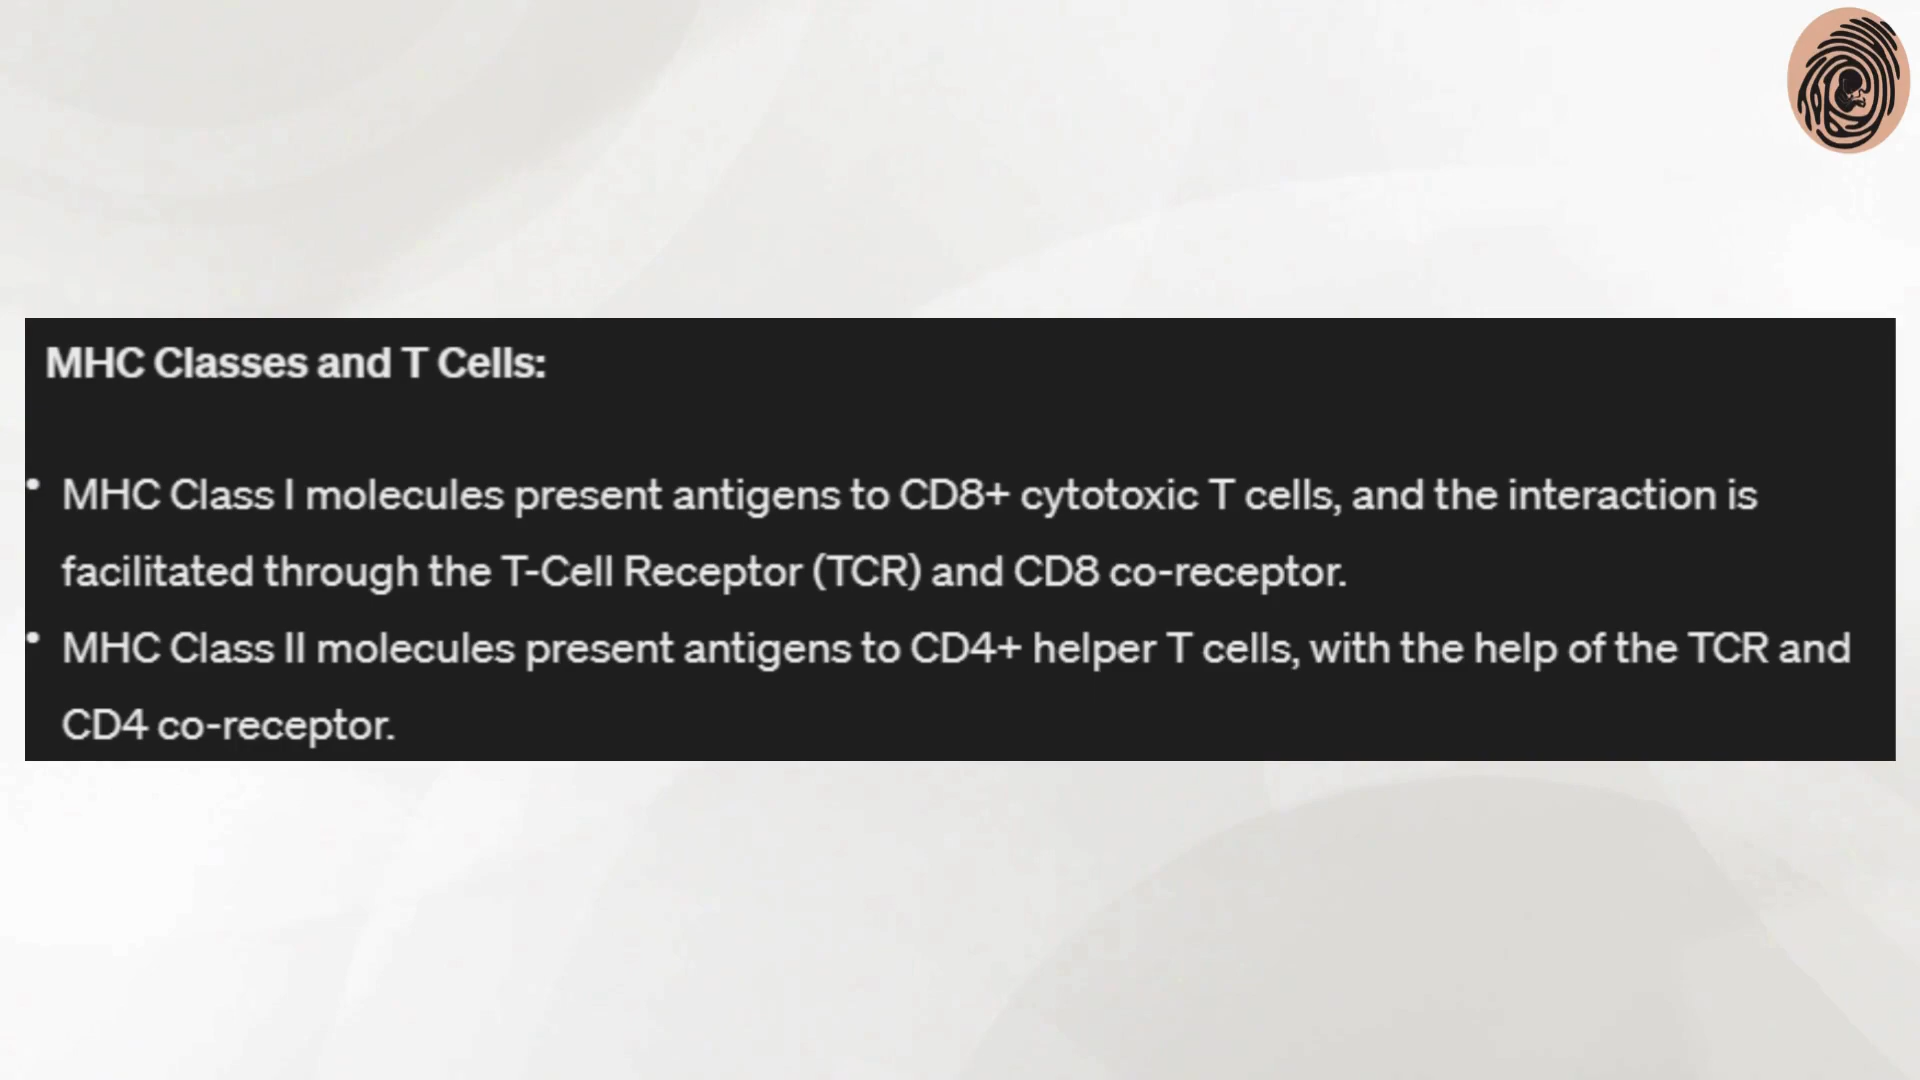 MHC Classes and T Cells:
• MHC Class I molecules present antigens to CD8+ cytotoxic T cells, and the interaction is
facilitated through the T-Cell Receptor (TCR) and CD8 co-receptor.
• MHC Class II molecules present antigens to CD4+ helper T cells, with the help of the TCR and
CD4 co-receptor.